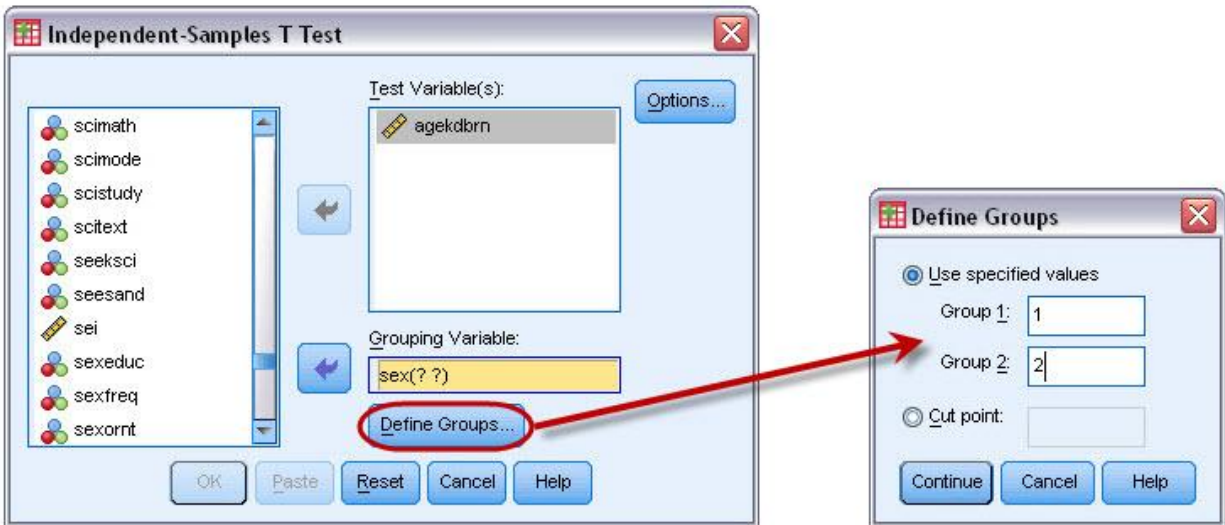 Independent-Samples T Test
scimath
scimode
scistudy
scitext
seeksci
seesand
sei
sexeduc
sexfreq
sexornt
Test Variable(s):
agekdbrn
Options...
Grouping Variable:
sex(? ?)
Define Groups...
OK Paste Reset Cancel Help
Define Groups
Use specified values
Group 1: 1
Group 2: 2
Cut point:
Continue Cancel Help